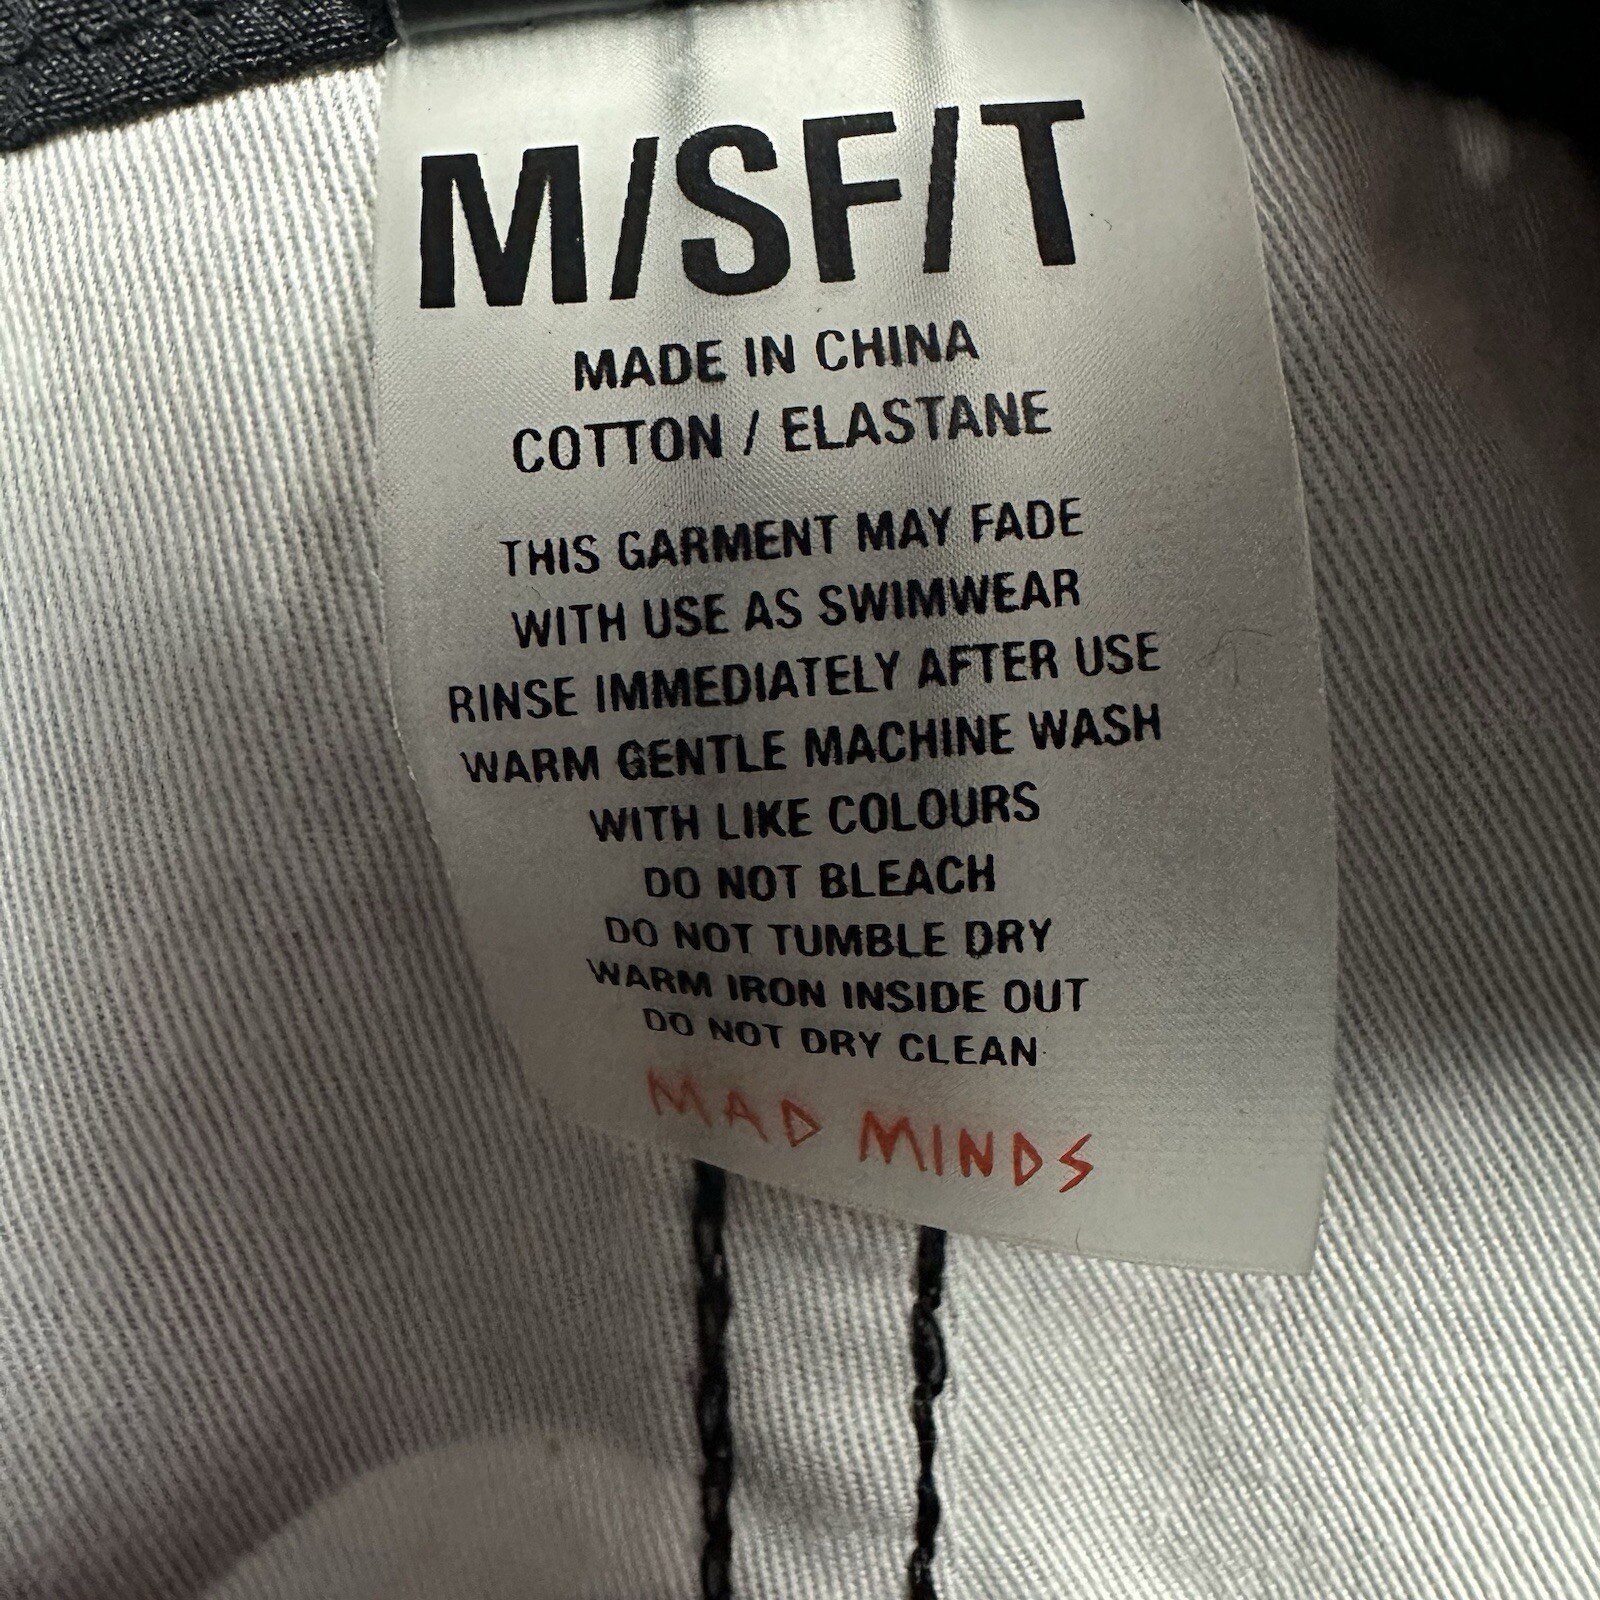 M/SF/T
MADE IN CHINA
COTTON / ELASTANE
THIS GARMENT MAY FADE
WITH USE AS SWIMWEAR
RINSE IMMEDIATELY AFTER USE
WARM GENTLE MACHINE WASH
WITH LIKE COLOURS
DO NOT BLEACH
DO NOT TUMBLE DRY
WARM IRON INSIDE OUT
DO NOT DRY CLEAN
MAD MINDS